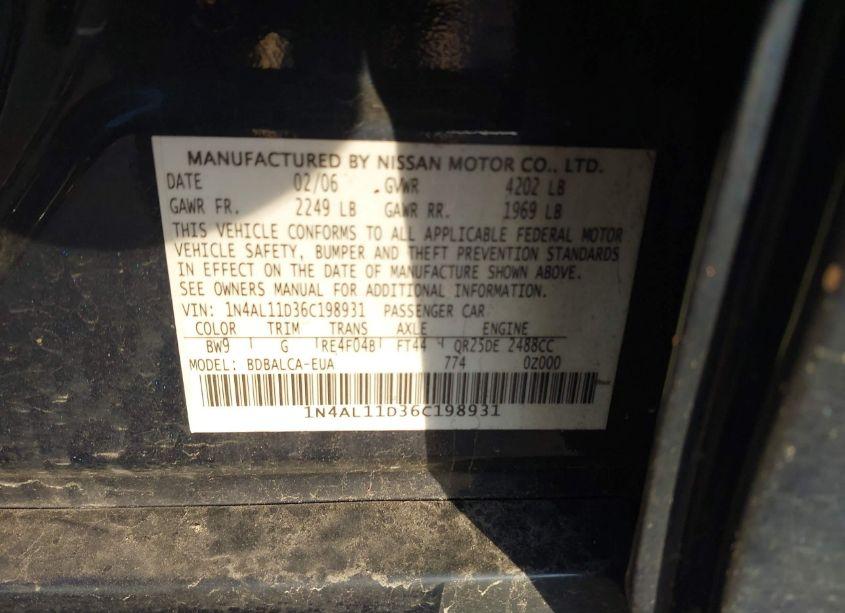 MANUFACTURED BY NISSAN MOTOR CO., LTD.
DATE 02/06 GVWR 4202 LB
GAWR FR. 2249 LB GAWR RR. 1969 LB
THIS VEHICLE CONFORMS TO ALL APPLICABLE FEDERAL MOTOR
VEHICLE SAFETY, BUMPER AND THEFT PREVENTION STANDARDS
IN EFFECT ON THE DATE OF MANUFACTURE SHOWN ABOVE.
SEE OWNERS MANUAL FOR ADDITIONAL INFORMATION.
VIN: 1N4AL11D36C198931 PASSENGER CAR
COLOR TRIM TRANS AXLE ENGINE
BW9 G RE4F04B FT44 QR25DE 2488CC
MODEL: BDBALCA-EUA 774 0Z000
1N4AL11D36C198931